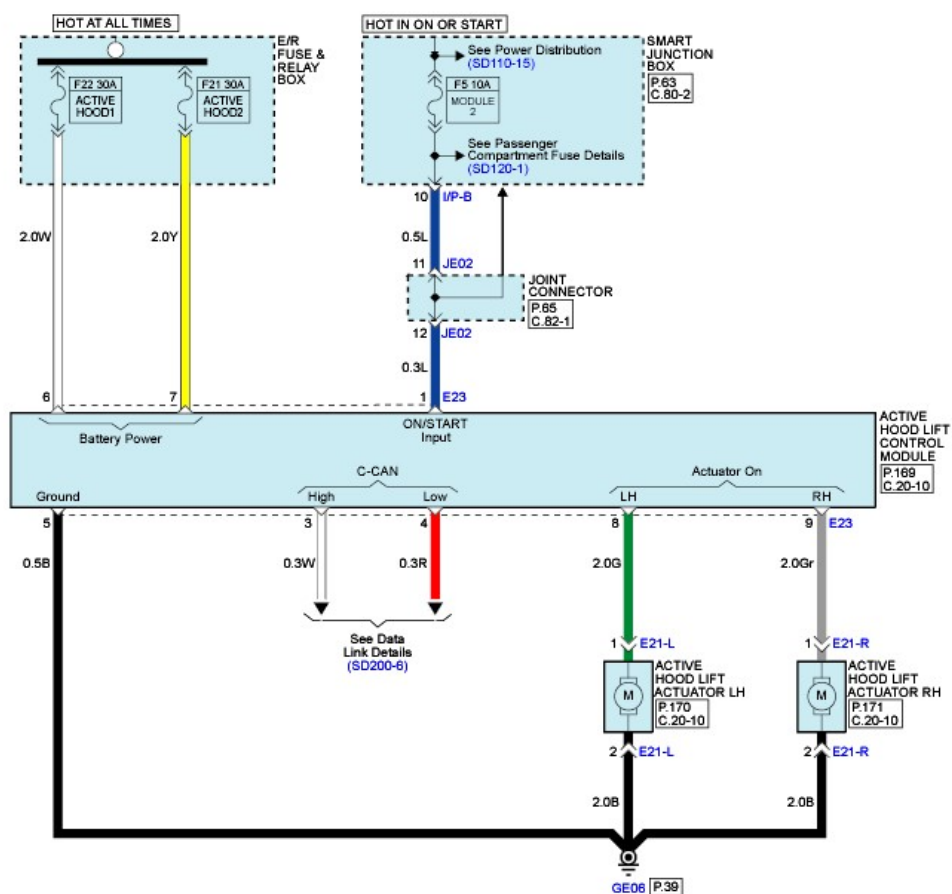 HOT AT ALL TIMES
E/R
FUSE &
RELAY
BOX
F22 30A
ACTIVE
HOOD1
F21 30A
ACTIVE
HOOD2
HOT IN ON OR START
See Power Distribution
(SD110-15)
F5 10A
MODULE
2
See Passenger
Compartment Fuse Details
(SD120-1)
SMART
JUNCTION
BOX
P.63
C.80-2
10 I/P-B
2.0W
2.0Y
0.5L
11 JE02
JOINT
CONNECTOR
P.65
C.82-1
12 JE02
0.3L
6
7
1 E23
Battery Power
ON/START
Input
ACTIVE
HOOD LIFT
CONTROL
MODULE
P.169
C.20-10
C-CAN
Actuator On
Ground
High
Low
LH
RH
5
3
4
8
9 E23
0.5B
0.3W
0.3R
2.0G
2.0Gr
See Data
Link Details
(SD200-6)
1 E21-L
1 E21-R
M
ACTIVE
HOOD LIFT
ACTUATOR LH
P.170
C.20-10
M
ACTIVE
HOOD LIFT
ACTUATOR RH
P.171
C.20-10
2 E21-L
2 E21-R
2.0B
2.0B
GE06 P.39